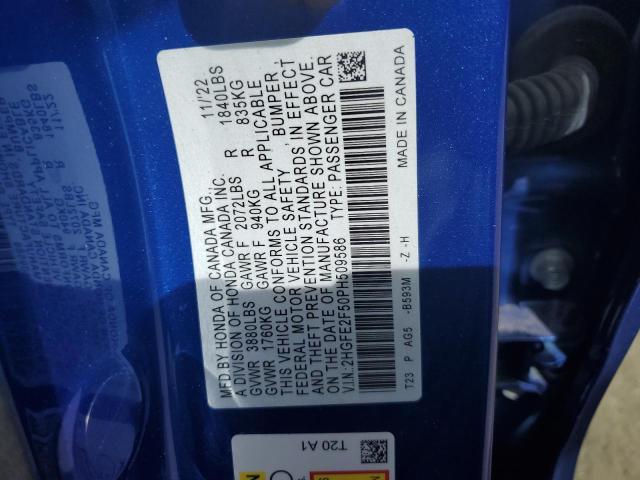 MFD.BY HONDA OF CANADA MFG. 11/22
A DIVISION OF HONDA CANADA INC.
GVWR 3880LBS GAWR F 2072LBS R 1840LBS
GVWR 1760KG GAWR F 940KG R 835KG
THIS VEHICLE CONFORMS TO ALL APPLICABLE
FEDERAL MOTOR VEHICLE SAFETY , BUMPER ,
AND THEFT PREVENTION STANDARDS IN EFFECT
ON THE DATE OF MANUFACTURE SHOWN ABOVE.
V.I.N:2HGFE2F50PH509586 TYPE: PASSENGER CAR
T23 P AG5 -B593M -Z -H MADE IN CANADA
T20 A1